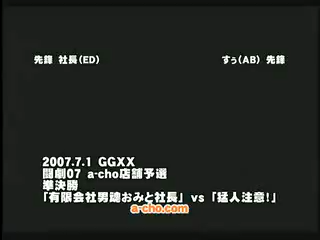 先鋒 社長(ED)
すぅ(AB) 先鋒
2007.7.1 GGXX
闘劇07 a-cho店舗予選
準決勝
「有限会社男魂おみと社長」 vs 「猛人注意!」
a-cho.com